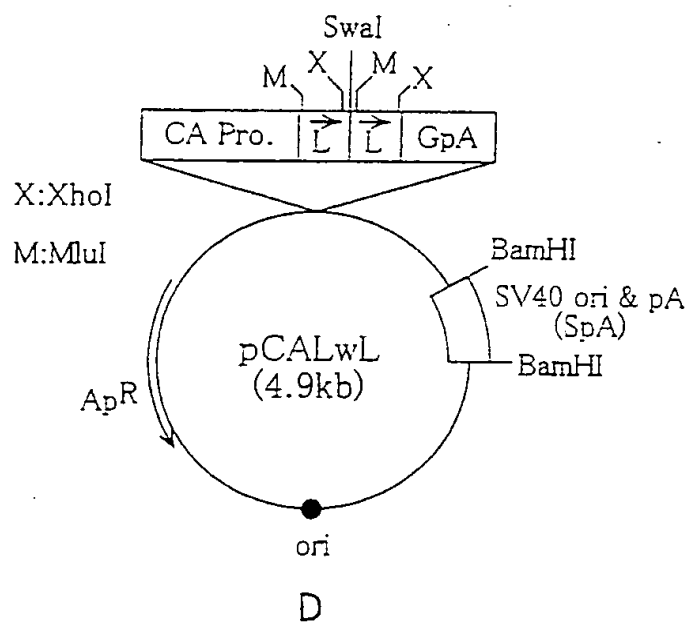 SwaI
M X M X
CA Pro. L L GpA
X:XhoI
M:MluI
BamHI
SV40 ori & pA
(SpA)
BamHI
pCALwL
(4.9kb)
ApR
ori
D